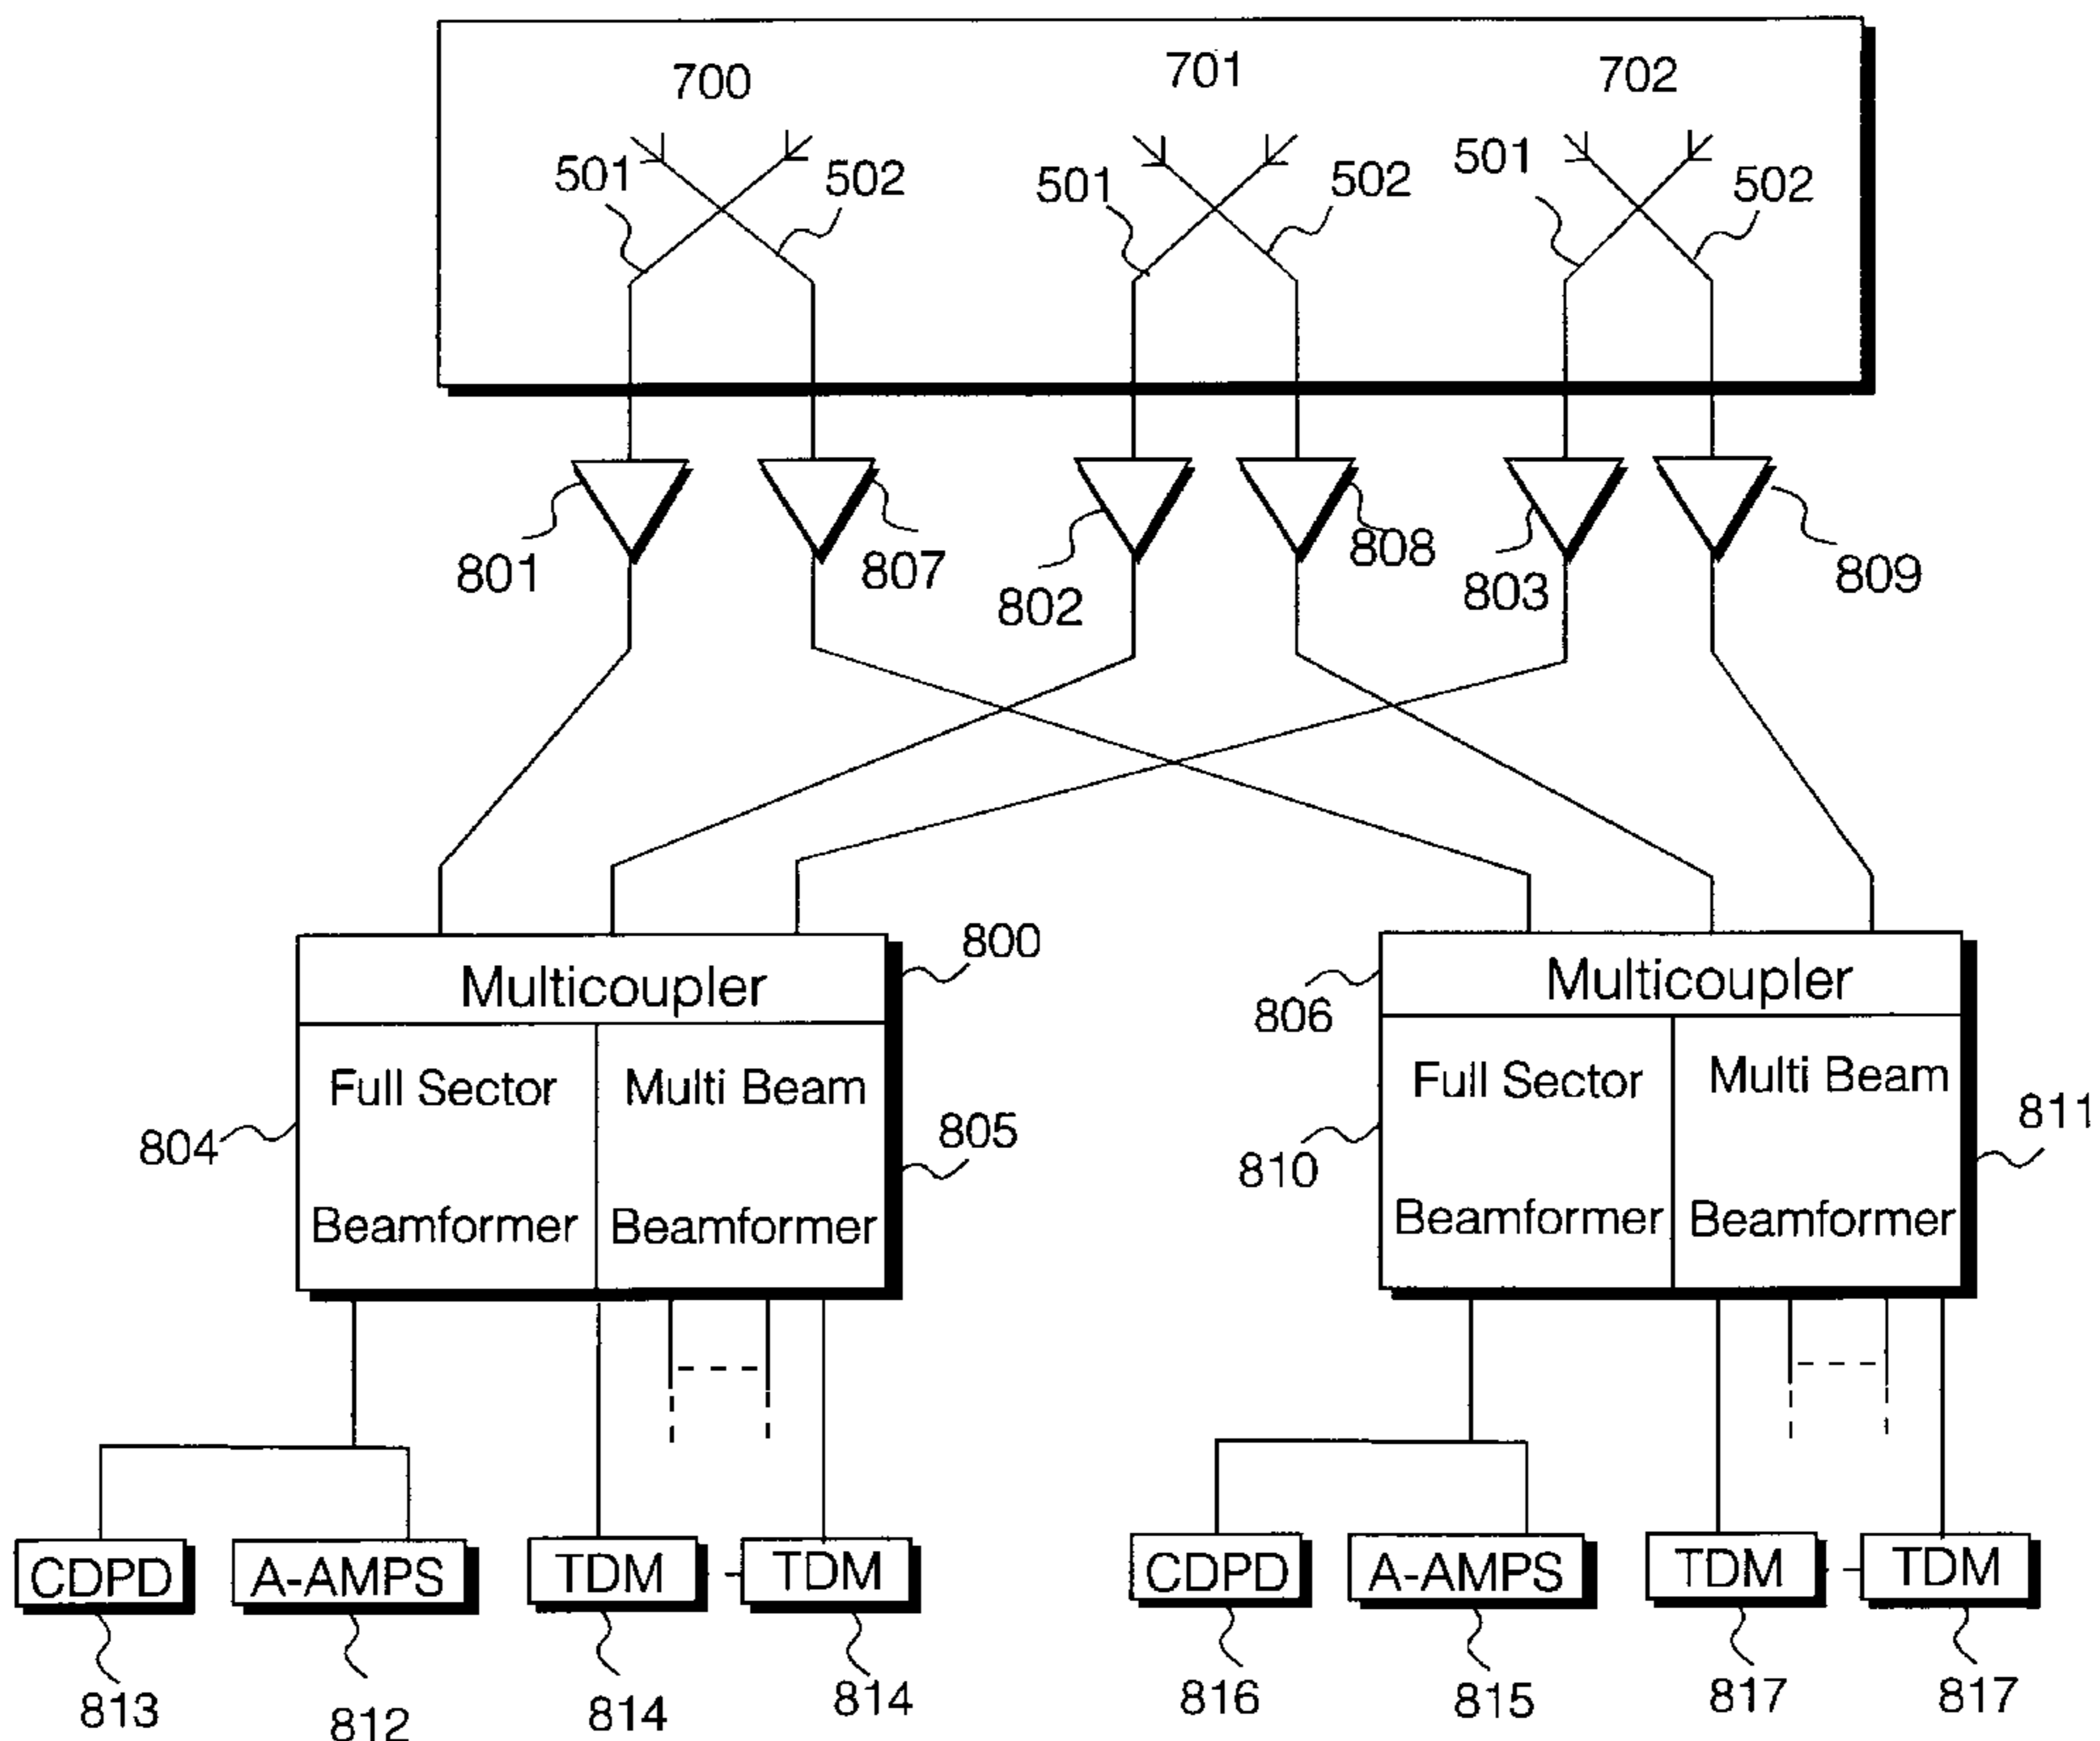 700 701 702
501 502 501 502 501 502
801 807 802 808 803 809
Multicoupler 800
Full Sector Multi Beam
804 805
Beamformer Beamformer
806 Multicoupler
Full Sector Multi Beam
810 811
Beamformer Beamformer
CDPD A-AMPS TDM TDM CDPD A-AMPS TDM TDM
813 812 814 814 816 815 817 817